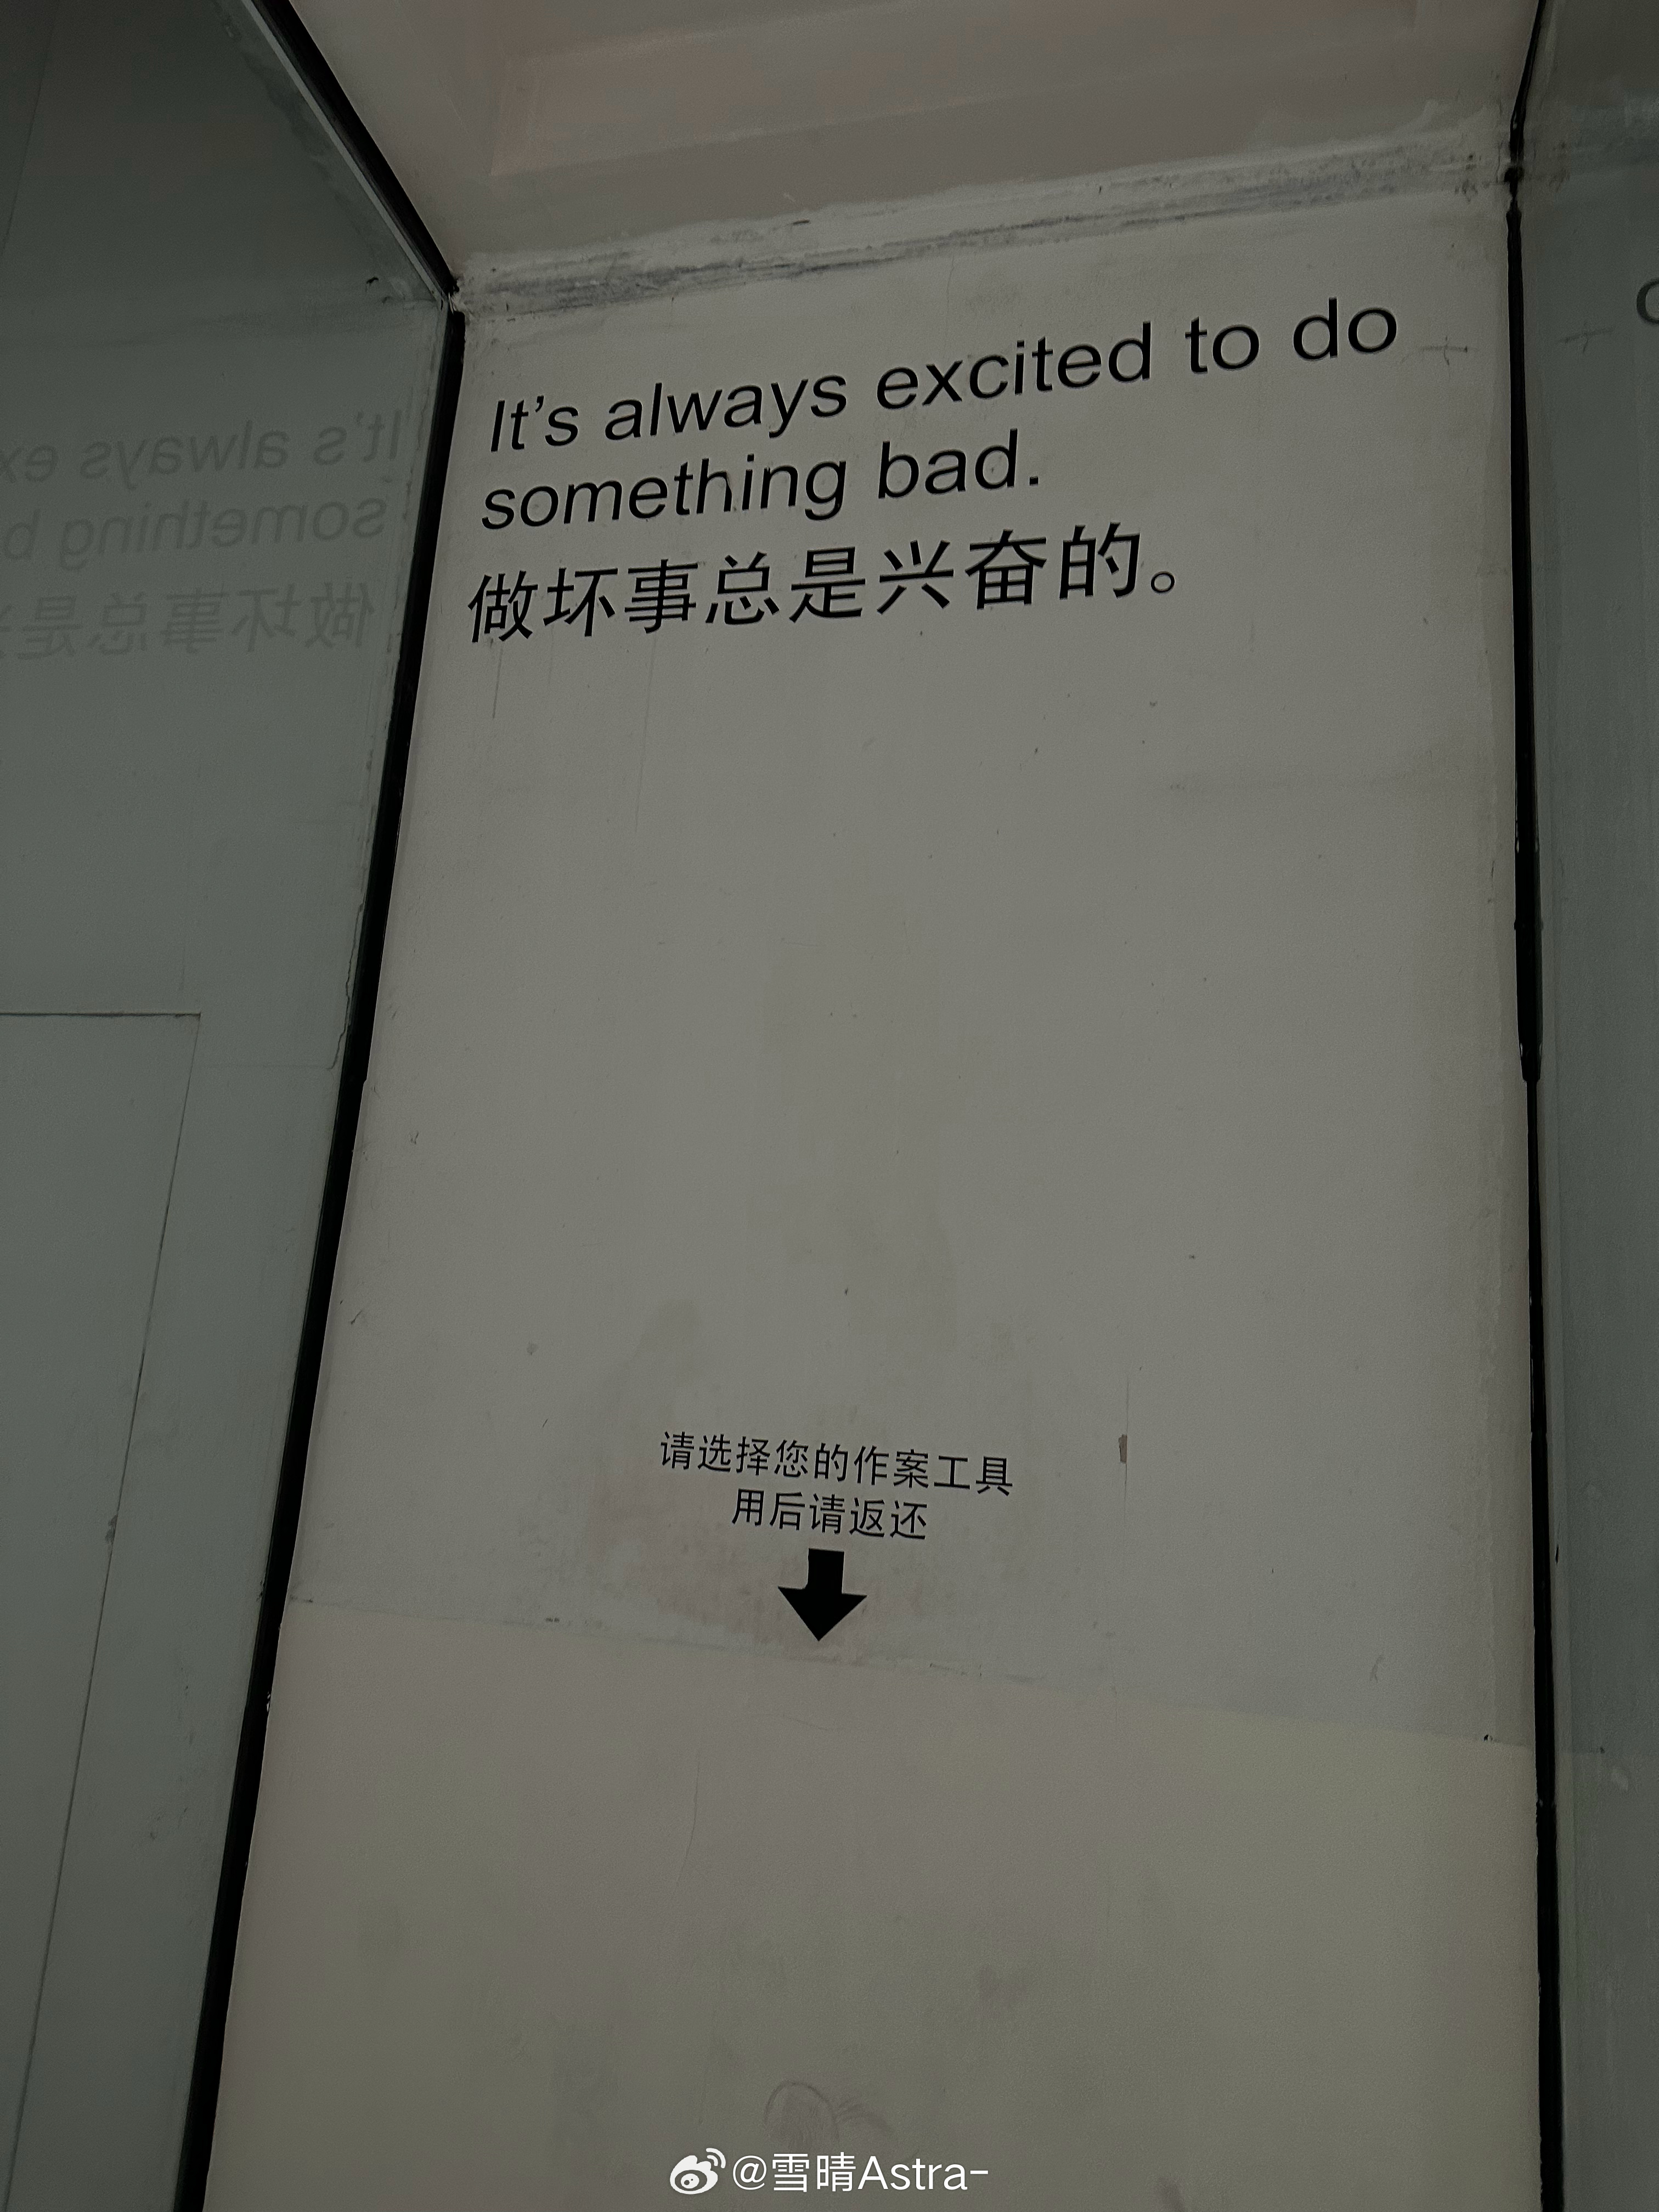 It's always excited to do
something bad.
做坏事总是兴奋的。
请选择您的作案工具
用后请返还
@雪晴Astra-